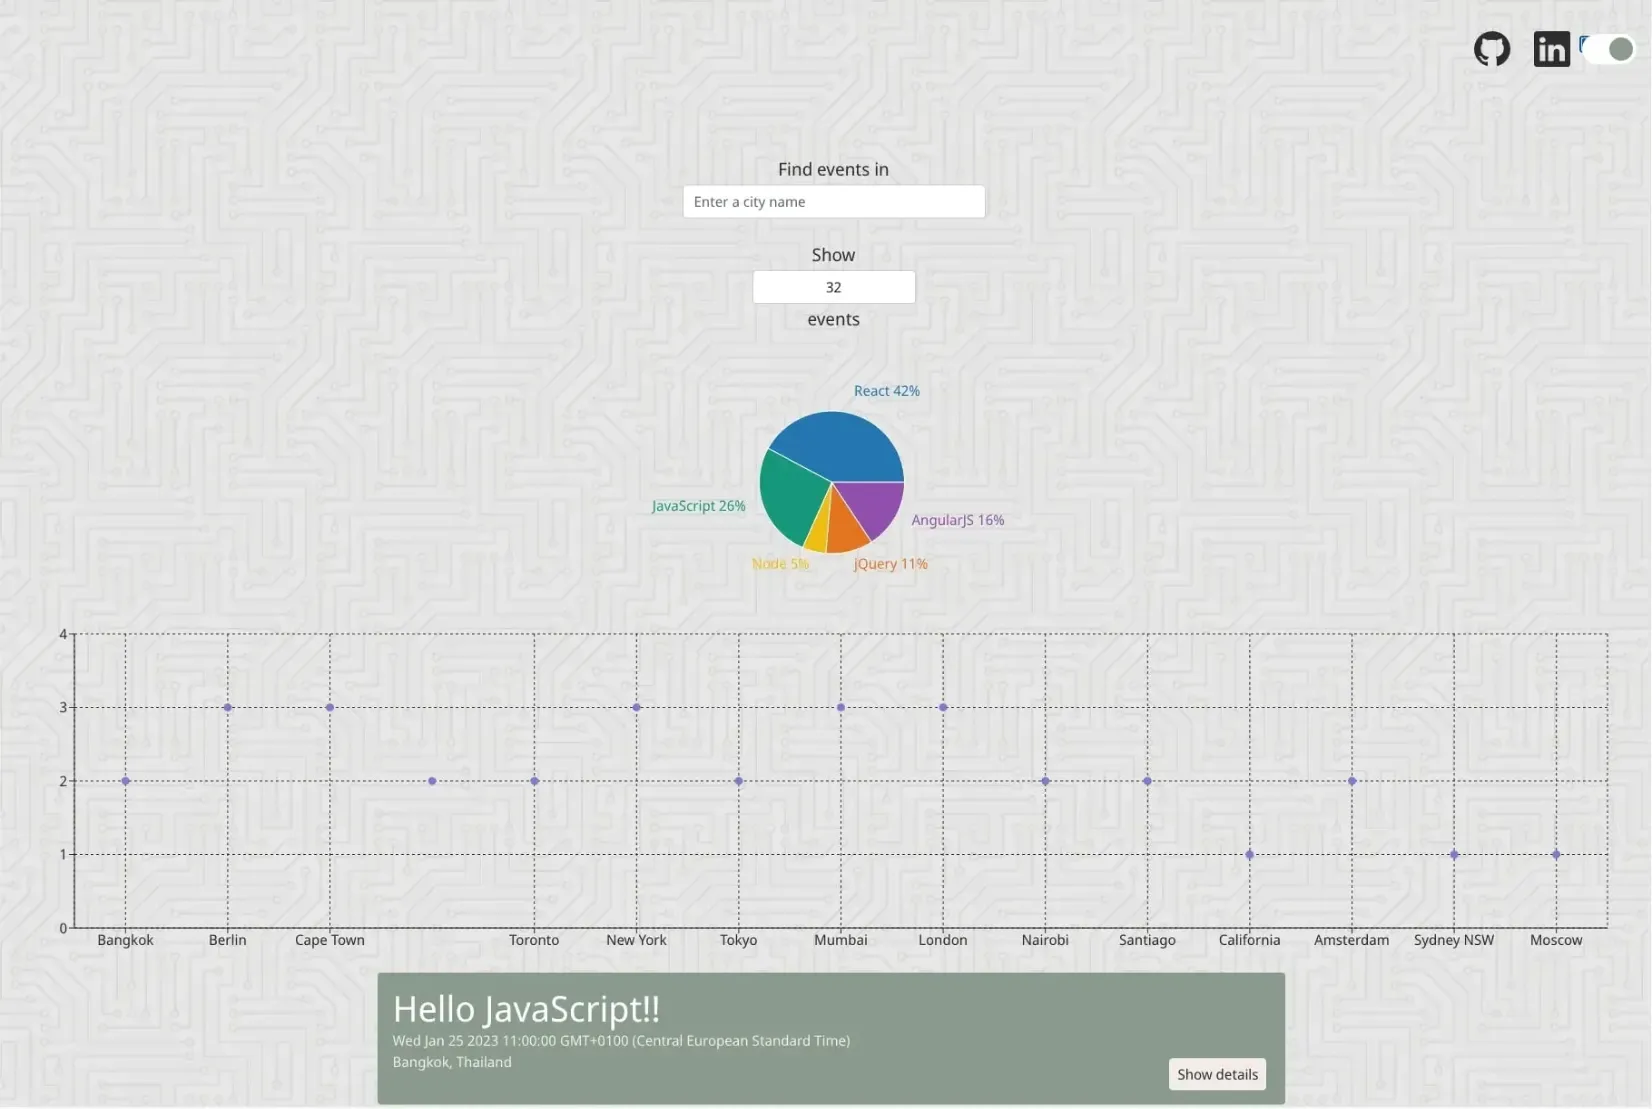 in
Find events in
Enter a city name
Show
32
events
React 42%
JavaScript 26%
AngularJS 16%
Node 5%
jQuery 11%
4
3
2
1
0
Bangkok Berlin Cape Town Toronto New York Tokyo Mumbai London Nairobi Santiago California Amsterdam Sydney NSW Moscow
Hello JavaScript!!
Wed Jan 25 2023 11:00:00 GMT+0100 (Central European Standard Time)
Bangkok, Thailand
Show details